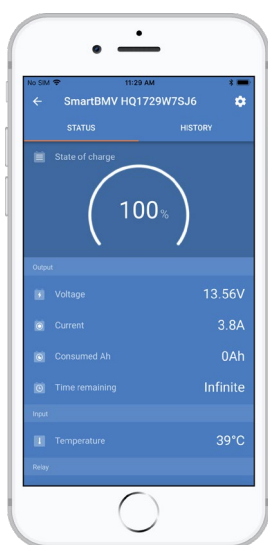 No SIM 11:29 AM
SmartBMV HQ1729W7SJ6
STATUS HISTORY
State of charge
100%
Output
Voltage 13.56V
Current 3.8A
Consumed Ah 0Ah
Time remaining Infinite
Input
Temperature 39°C
Relay